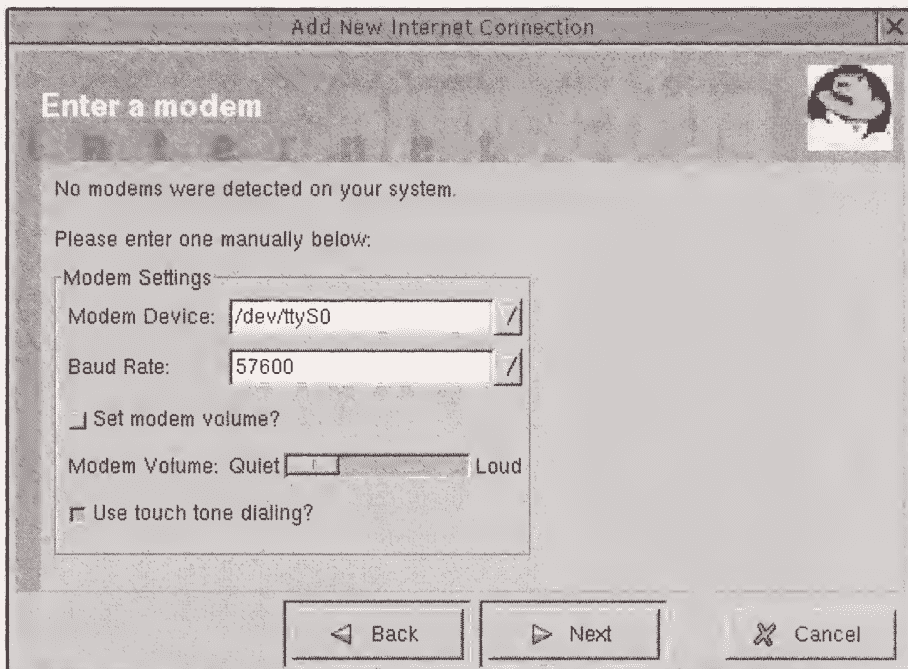 Add New Internet Connection
Enter a modem
Internet
No modems were detected on your system.
Please enter one manually below:
Modem Settings
Modem Device: /dev/ttyS0
Baud Rate: 57600
Set modem volume?
Modem Volume: Quiet Loud
Use touch tone dialing?
Back Next Cancel